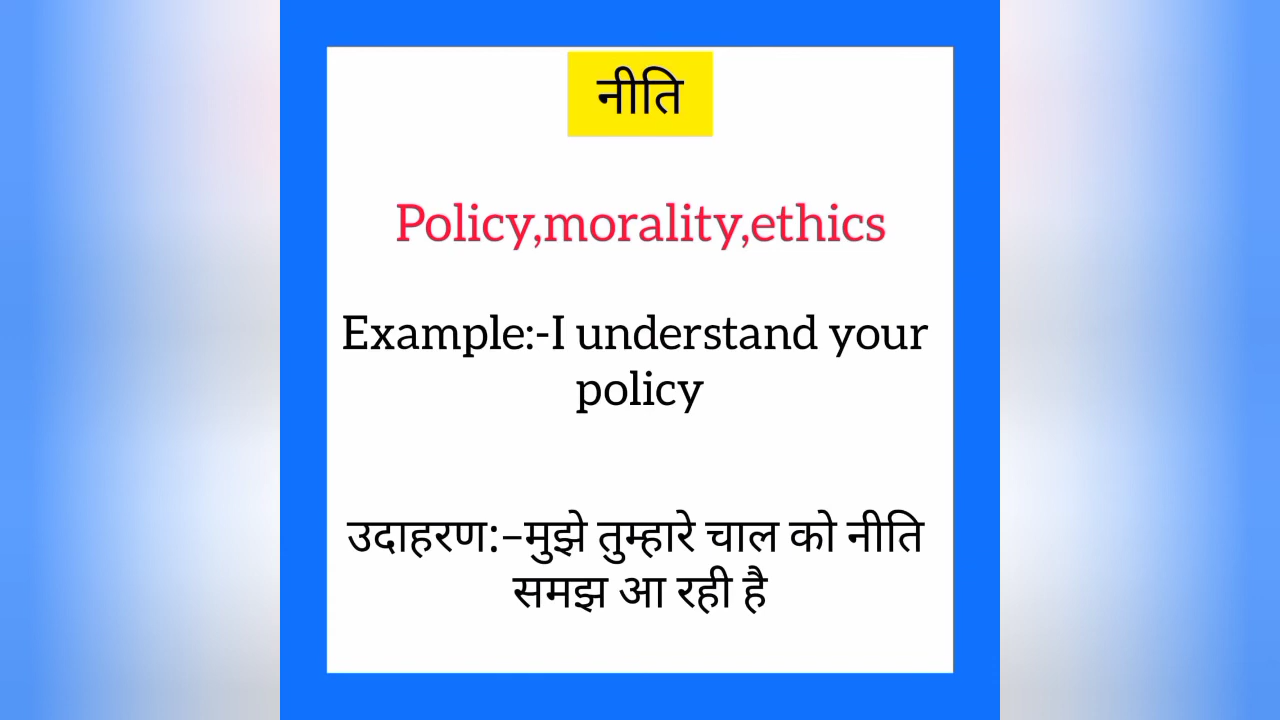 नीति
Policy,morality,ethics
Example:-I understand your
policy
उदाहरण:–मुझे तुम्हारे चाल को नीति
समझ आ रही है